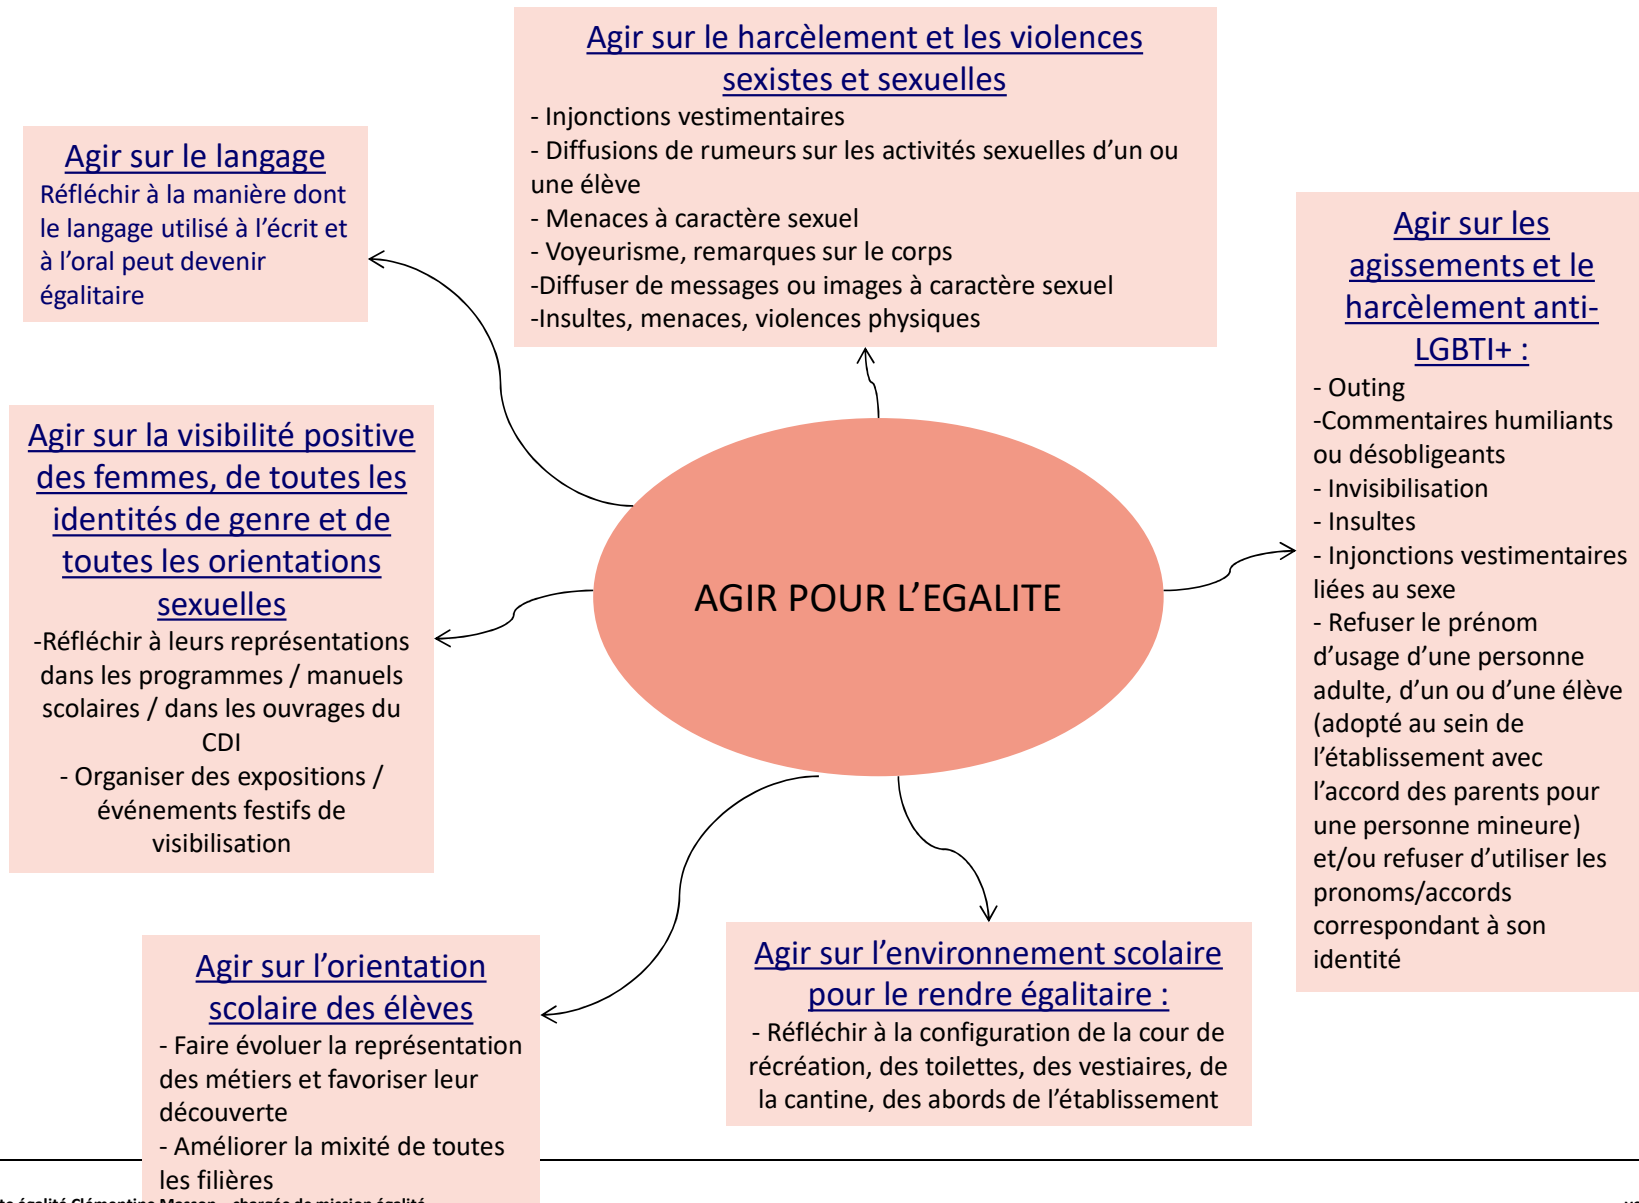 Agir sur le harcèlement et les violences
sexistes et sexuelles
- Injonctions vestimentaires
- Diffusions de rumeurs sur les activités sexuelles d’un ou
une élève
- Menaces à caractère sexuel
- Voyeurisme, remarques sur le corps
-Diffuser de messages ou images à caractère sexuel
-Insultes, menaces, violences physiques
Agir sur le langage
Réfléchir à la manière dont
le langage utilisé à l’écrit et
à l’oral peut devenir
égalitaire
Agir sur les
agissements et le
harcèlement anti-
LGBTI+ :
- Outing
-Commentaires humiliants
ou désobligeants
- Invisibilisation
- Insultes
- Injonctions vestimentaires
liées au sexe
- Refuser le prénom
d’usage d’une personne
adulte, d’un ou d’une élève
(adopté au sein de
l’établissement avec
l’accord des parents pour
une personne mineure)
et/ou refuser d’utiliser les
pronoms/accords
correspondant à son
identité
Agir sur la visibilité positive
des femmes, de toutes les
identités de genre et de
toutes les orientations
sexuelles
-Réfléchir à leurs représentations
dans les programmes / manuels
scolaires / dans les ouvrages du
CDI
- Organiser des expositions /
événements festifs de
visibilisation
AGIR POUR L’EGALITE
Agir sur l’orientation
scolaire des élèves
- Faire évoluer la représentation
des métiers et favoriser leur
découverte
- Améliorer la mixité de toutes
les filières
Agir sur l’environnement scolaire
pour le rendre égalitaire :
- Réfléchir à la configuration de la cour de
récréation, des toilettes, des vestiaires, de
la cantine, des abords de l’établissement
égalité Clémentine Masson – chargée de mission égalité